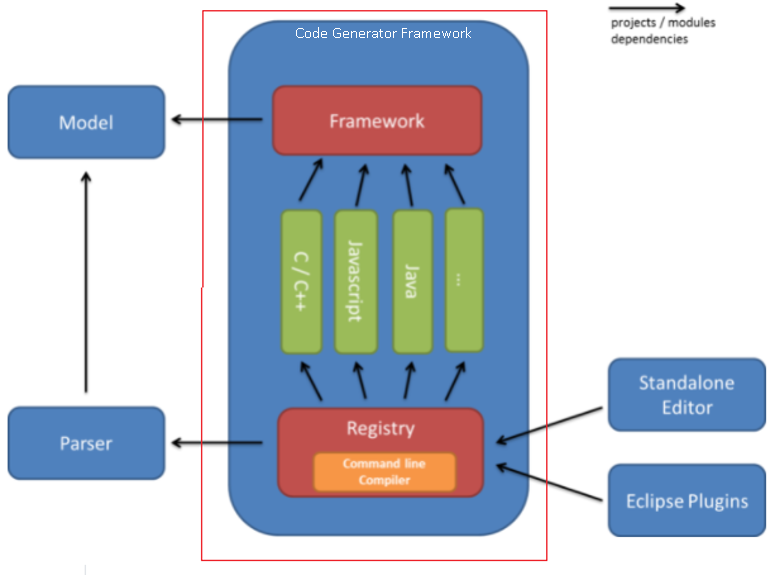 Code Generator Framework
projects / modules
dependencies
Model
Framework
C / C++
Javascript
Java
...
Standalone
Editor
Parser
Registry
Command line
Compiler
Eclipse Plugins